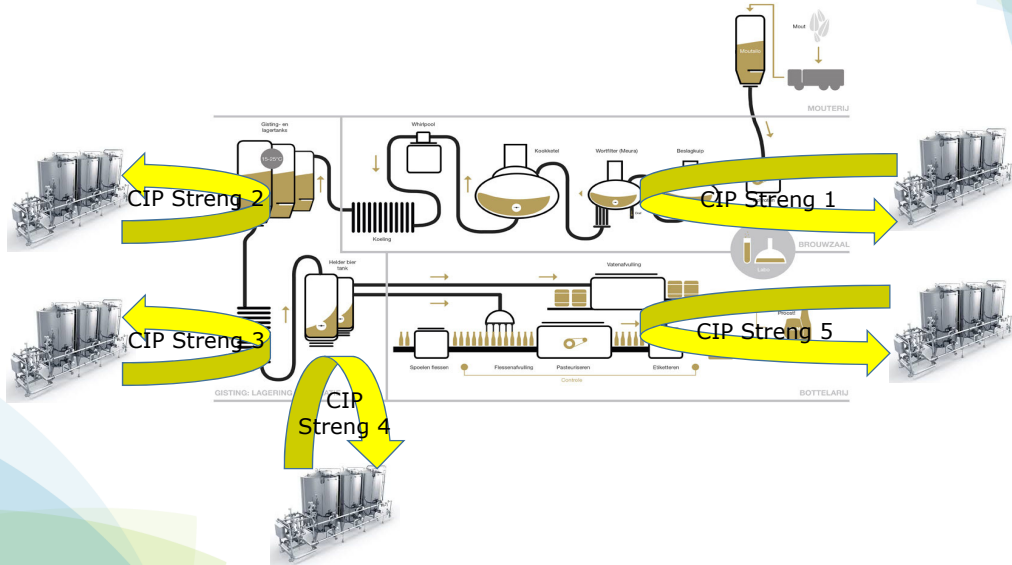 Mout
Moutsilo
MOUTERIJ
Gisting- en
lagertanks
15-25°C
Whirlpool
Kookketel
Wortfilter (Meura)
Beslagkuip
CIP Streng 2
CIP Streng 1
Koeling
BROUWZAAL
Labo
Helder bier
tank
Vatenafvulling
Proost!
CIP Streng 3
CIP Streng 5
Spoelen flessen
Flessenafvulling
Pasteuriseren
Etiketteren
Controle
GISTING: LAGERING
BOTTELARIJ
CIP
Streng 4